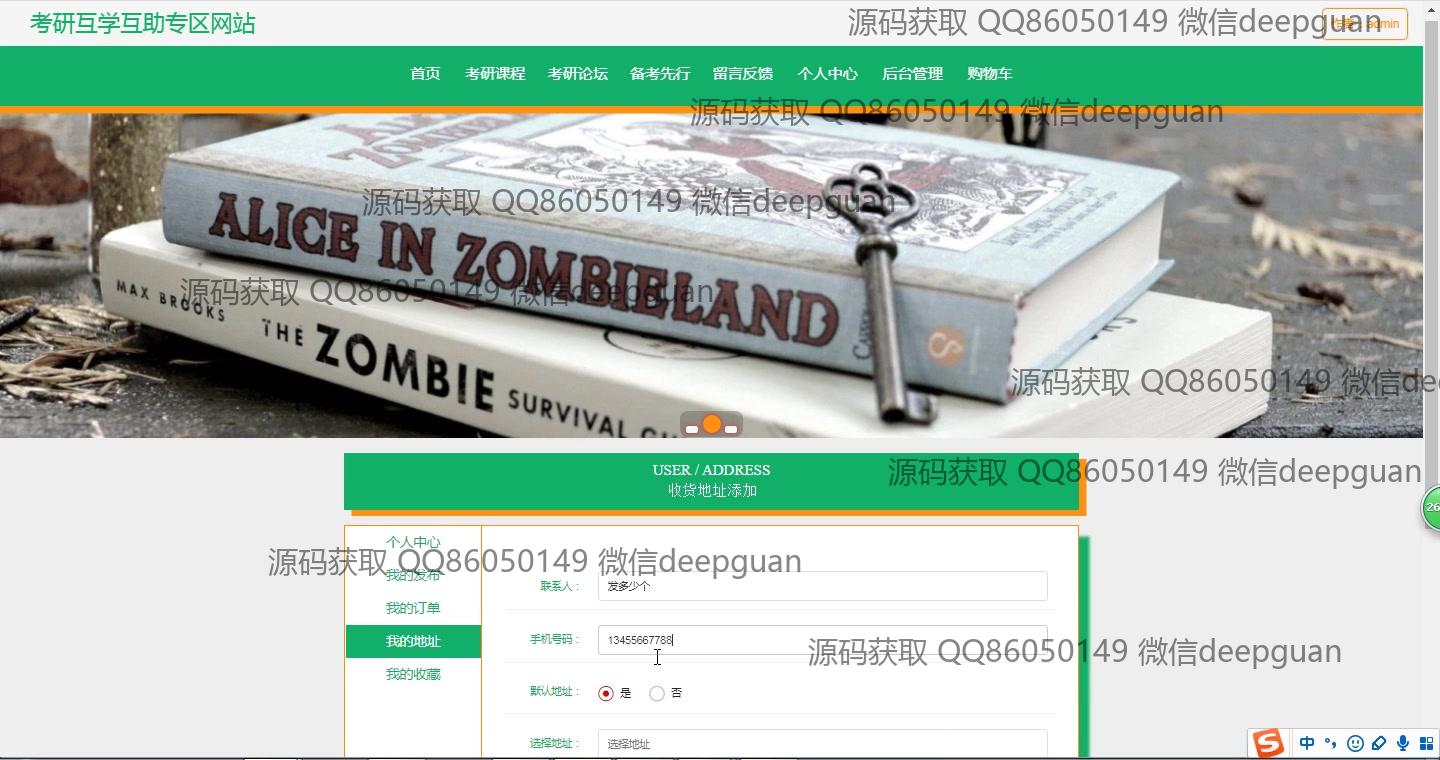 考研互学互助专区网站
源码获取 QQ86050149 微信deepguan
admin
首页 考研课程 考研论坛 备考先行 留言反馈 个人中心 后台管理 购物车
源码获取 QQ86050149 微信deepguan
源码获取 QQ86050149 微信deepguan
ALICE IN ZOMBIELAND
源码获取 QQ86050149 微信deepguan
MAX BROOKS THE ZOMBIE SURVIVAL
源码获取 QQ86050149 微信de
USER / ADDRESS
收货地址添加
源码获取 QQ86050149 微信deepguan
26
个人中心
源码获取 QQ86050149 微信deepguan
我的发布
联系人： 发多少个
我的订单
我的地址
手机号码： 13455667788
源码获取 QQ86050149 微信deepguan
我的收藏
默认地址： 是 否
选择地址： 选择地址
中